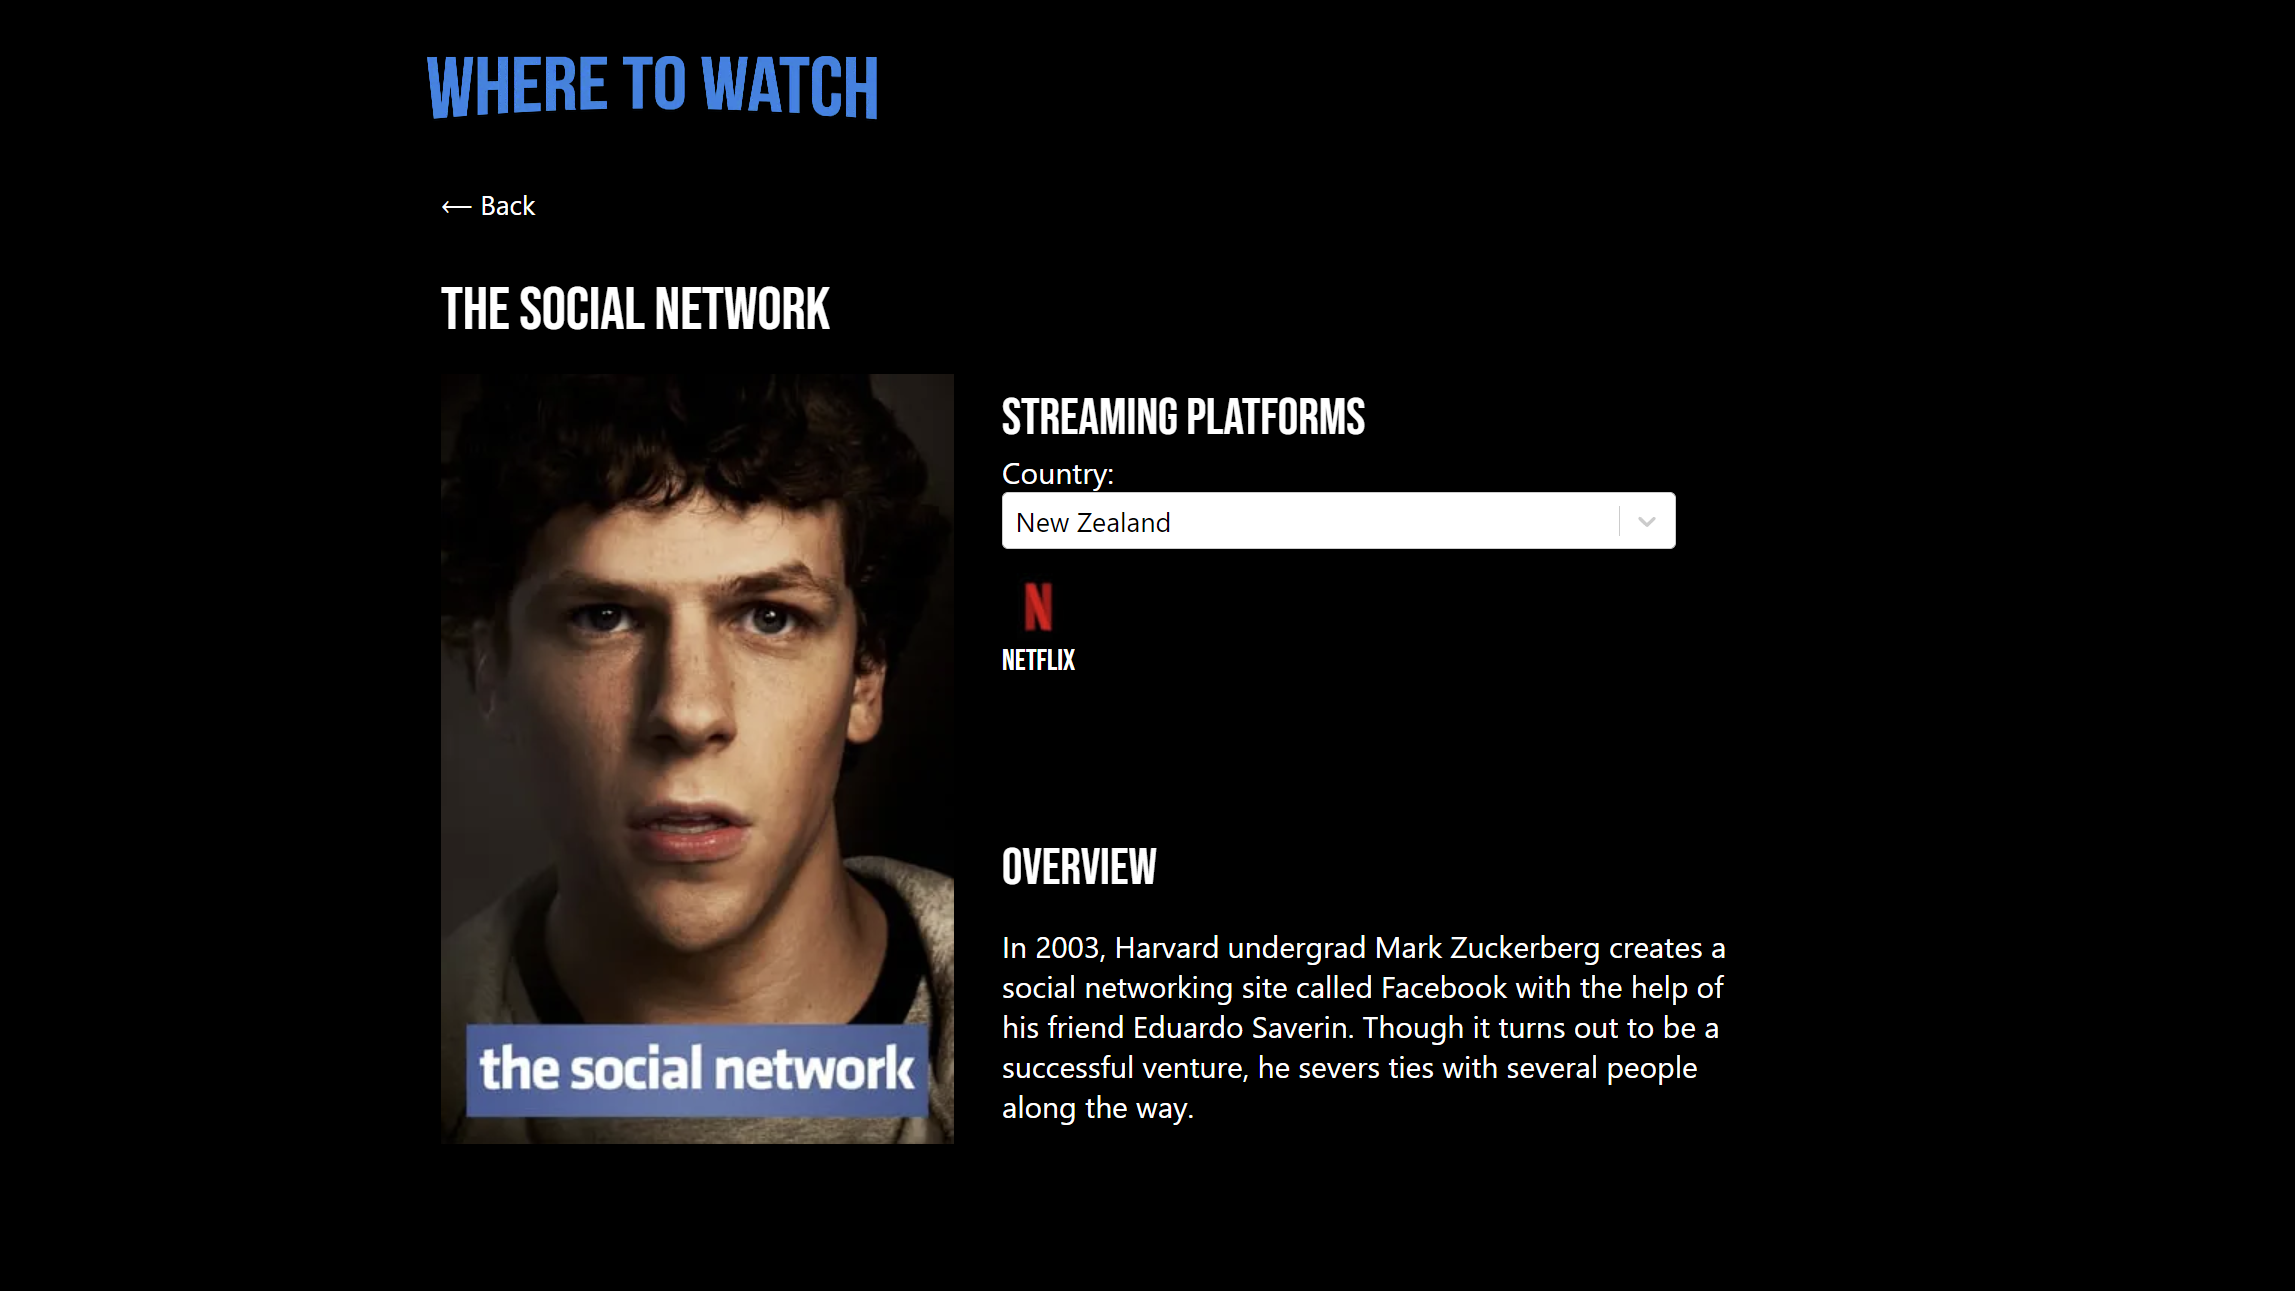 WHERE TO WATCH
⟵ Back
THE SOCIAL NETWORK
the social network
STREAMING PLATFORMS
Country:
New Zealand
N
NETFLIX
OVERVIEW
In 2003, Harvard undergrad Mark Zuckerberg creates a
social networking site called Facebook with the help of
his friend Eduardo Saverin. Though it turns out to be a
successful venture, he severs ties with several people
along the way.